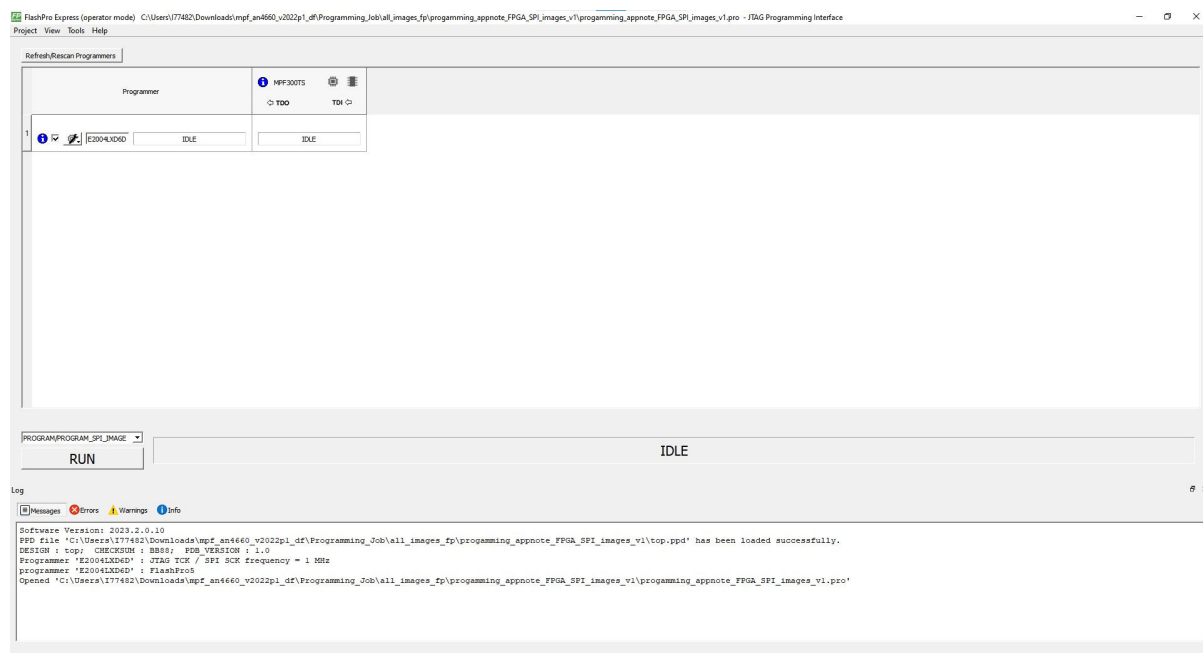 FP FlashPro Express (operator mode) C:\Users\I77482\Downloads\mpf_an4660_v2022p1_df\Programming_Job\all_images_fp\progamming_appnote_FPGA_SPI_images_v1\progamming_appnote_FPGA_SPI_images_v1.pro - JTAG Programming Interface
Project View Tools Help
Refresh/Rescan Programmers
Programmer
MPF300TS
TDO TDI
1
E2004LXD6D IDLE IDLE
PROGRAM/PROGRAM_SPI_IMAGE
RUN
IDLE
Log
Messages Errors Warnings Info
Software Version: 2023.2.0.10
PPD file 'C:\Users\I77482\Downloads\mpf_an4660_v2022p1_df\Programming_Job\all_images_fp\progamming_appnote_FPGA_SPI_images_v1\top.ppd' has been loaded successfully.
DESIGN : top; CHECKSUM : BB88; PDB_VERSION : 1.0
Programmer 'E2004LXD6D' : JTAG TCK / SPI SCK frequency = 1 MHz
programmer 'E2004LXD6D' : FlashPro5
Opened 'C:\Users\I77482\Downloads\mpf_an4660_v2022p1_df\Programming_Job\all_images_fp\progamming_appnote_FPGA_SPI_images_v1\progamming_appnote_FPGA_SPI_images_v1.pro'